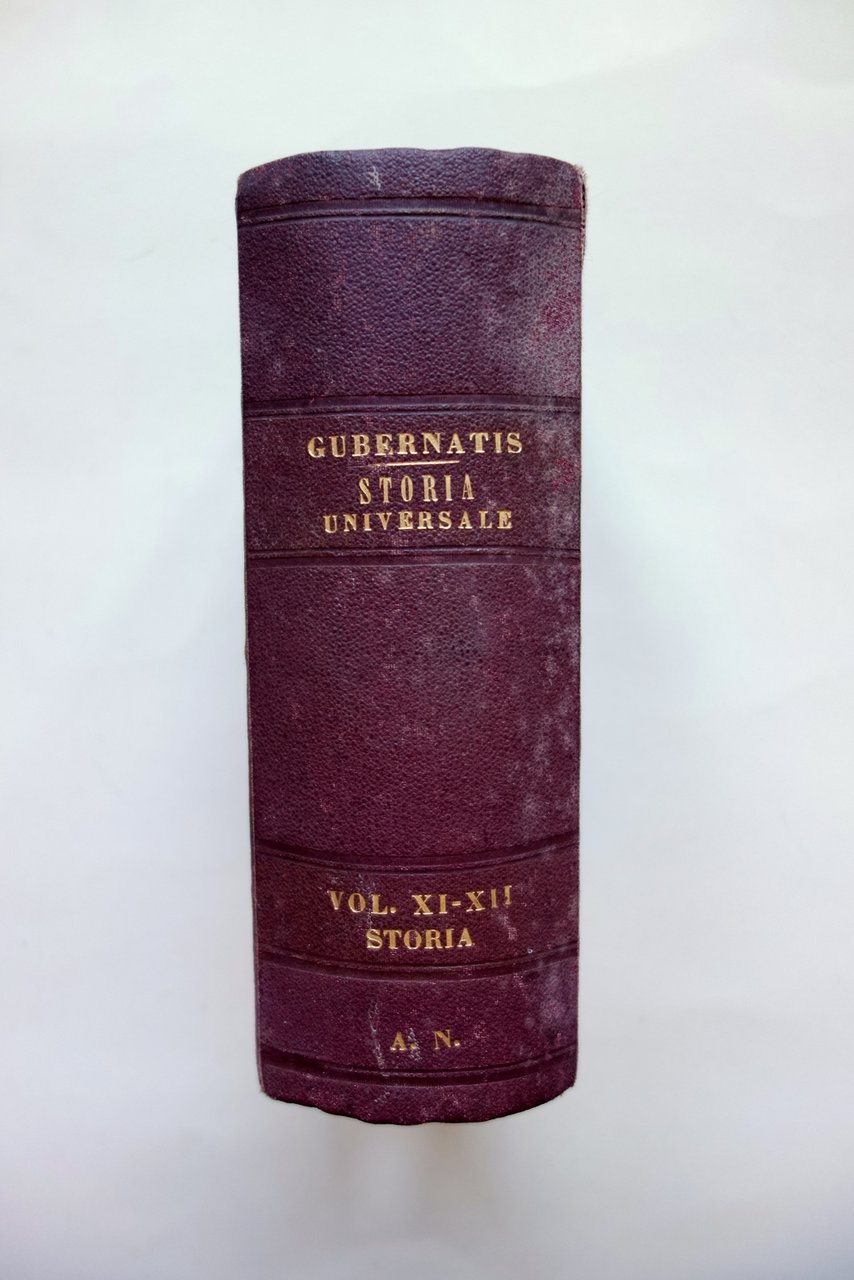 GUBERNATIS
STORIA
UNIVERSALE
VOL. XI-XII
STORIA
A. N.